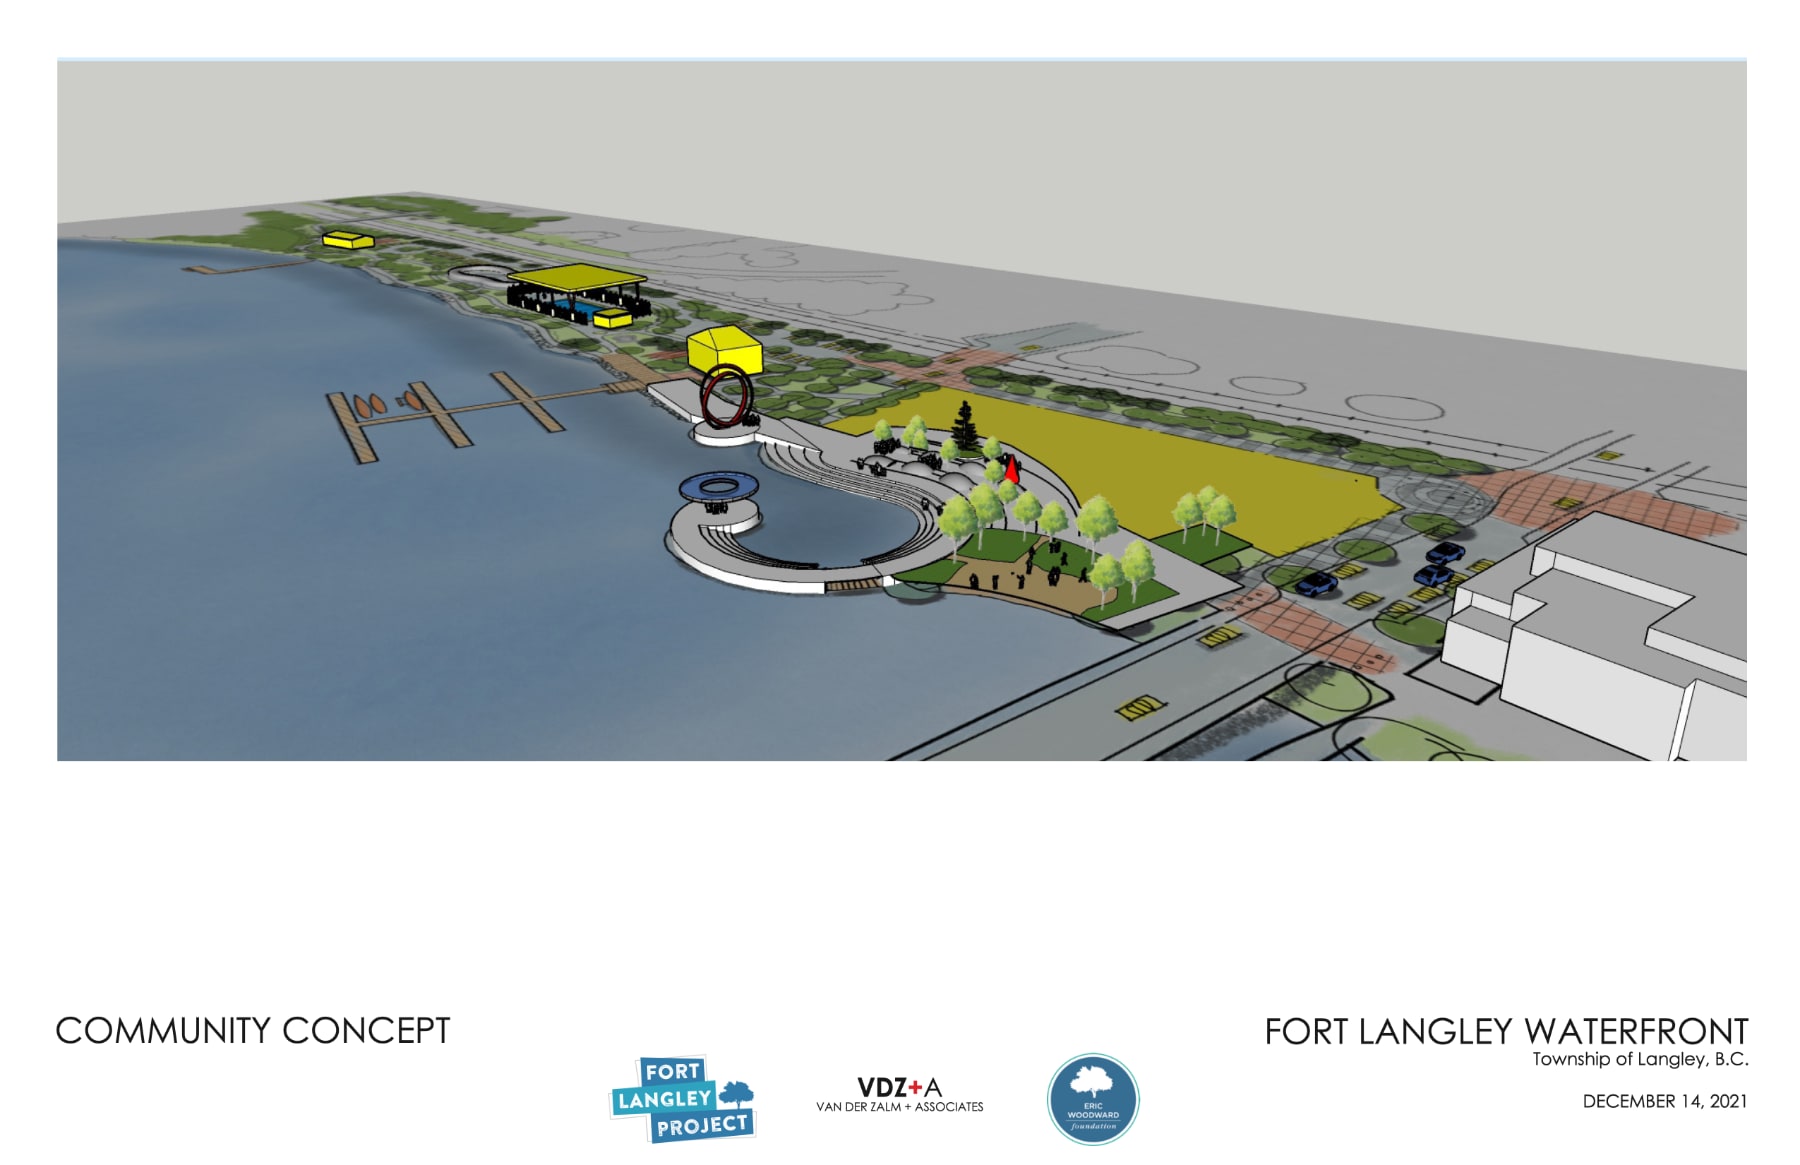 COMMUNITY CONCEPT
FORT LANGLEY WATERFRONT
Township of Langley, B.C.
DECEMBER 14, 2021
FORT
LANGLEY
PROJECT
VDZ+A
VAN DER ZALM + ASSOCIATES
ERIC
WOODWARD
foundation